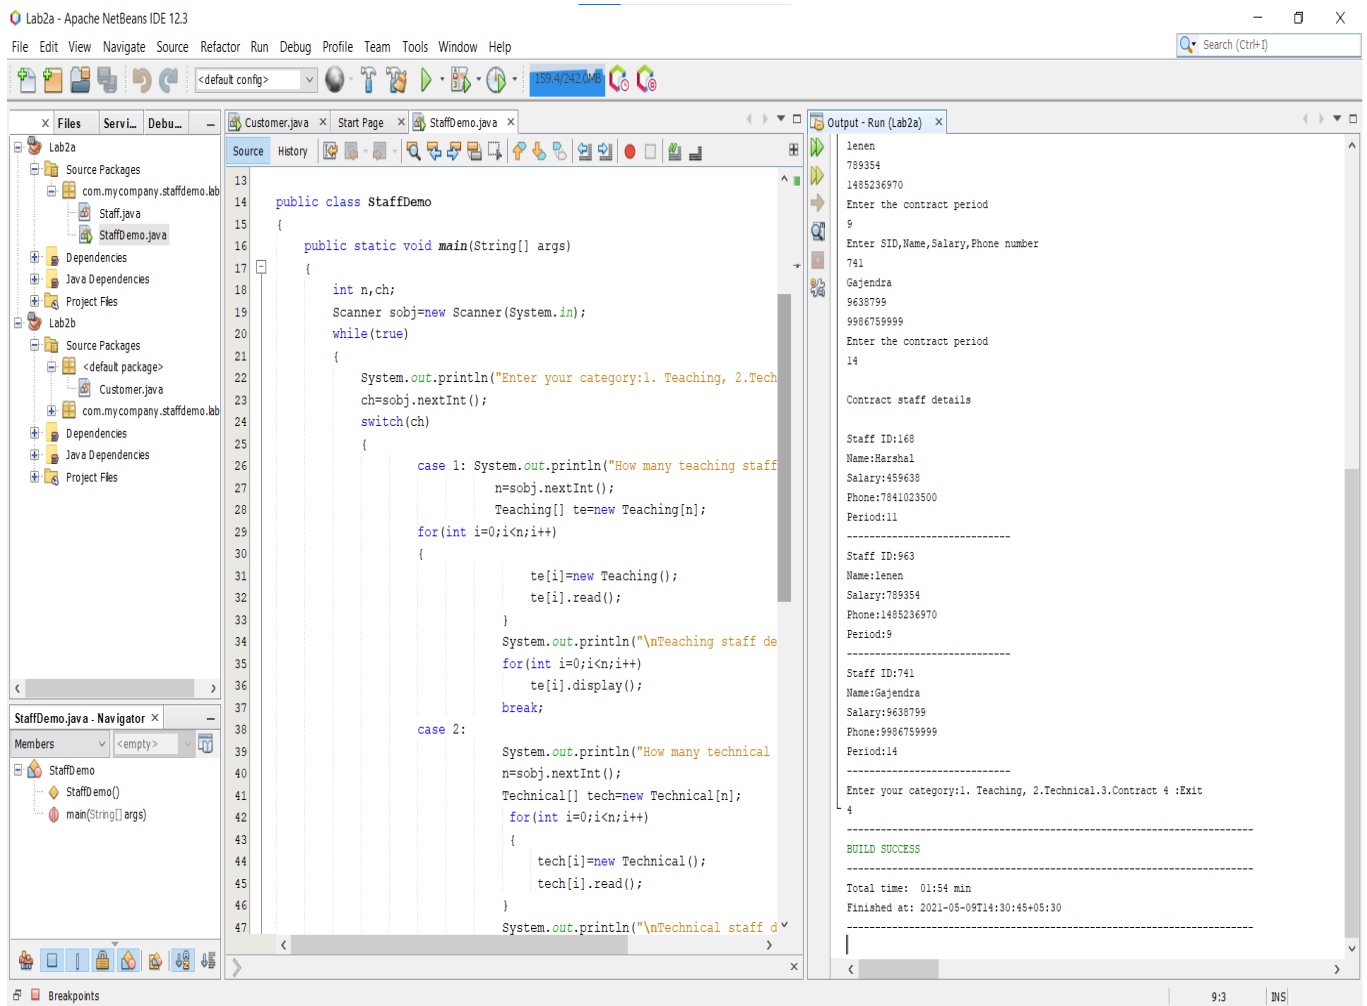 Lab2a - Apache NetBeans IDE 12.3
File Edit View Navigate Source Refactor Run Debug Profile Team Tools Window Help
Search (Ctrl+I)
<default config>
159.4/242.0MB
Files Servi... Debu...
Lab2a
Source Packages
com.mycompany.staffdemo.lab
Staff.java
StaffDemo.java
Dependencies
Java Dependencies
Project Files
Lab2b
Source Packages
<default package>
Customer.java
com.mycompany.staffdemo.lab
Dependencies
Java Dependencies
Project Files
StaffDemo.java - Navigator
Members
<empty>
StaffDemo
StaffDemo()
main(String[] args)
Customer.java Start Page StaffDemo.java
Source History
13
14 public class StaffDemo
15 {
16 public static void main(String[] args)
17 {
18 int n,ch;
19 Scanner sobj=new Scanner(System.in);
20 while(true)
21 {
22 System.out.println("Enter your category:1. Teaching, 2.Tech
23 ch=sobj.nextInt();
24 switch(ch)
25 {
26 case 1: System.out.println("How many teaching staff
27 n=sobj.nextInt();
28 Teaching[] te=new Teaching[n];
29 for(int i=0;i<n;i++)
30 {
31 te[i]=new Teaching();
32 te[i].read();
33 }
34 System.out.println("\nTeaching staff de
35 for(int i=0;i<n;i++)
36 te[i].display();
37 break;
38 case 2:
39 System.out.println("How many technical
40 n=sobj.nextInt();
41 Technical[] tech=new Technical[n];
42 for(int i=0;i<n;i++)
43 {
44 tech[i]=new Technical();
45 tech[i].read();
46 }
47 System.out.println("\nTechnical staff d
Output - Run (Lab2a)
lenen
789354
1485236970
Enter the contract period
9
Enter SID,Name,Salary,Phone number
741
Gajendra
9638799
9986759999
Enter the contract period
14
Contract staff details
Staff ID:168
Name:Harshal
Salary:459638
Phone:7841023500
Period:11
-----------------------------
Staff ID:963
Name:lenen
Salary:789354
Phone:1485236970
Period:9
-----------------------------
Staff ID:741
Name:Gajendra
Salary:9638799
Phone:9986759999
Period:14
-----------------------------
Enter your category:1. Teaching, 2.Technical.3.Contract 4 :Exit
4
------------------------------------------------------------------------
BUILD SUCCESS
------------------------------------------------------------------------
Total time:  01:54 min
Finished at: 2021-05-09T14:30:45+05:30
------------------------------------------------------------------------
Breakpoints
9:3 INS